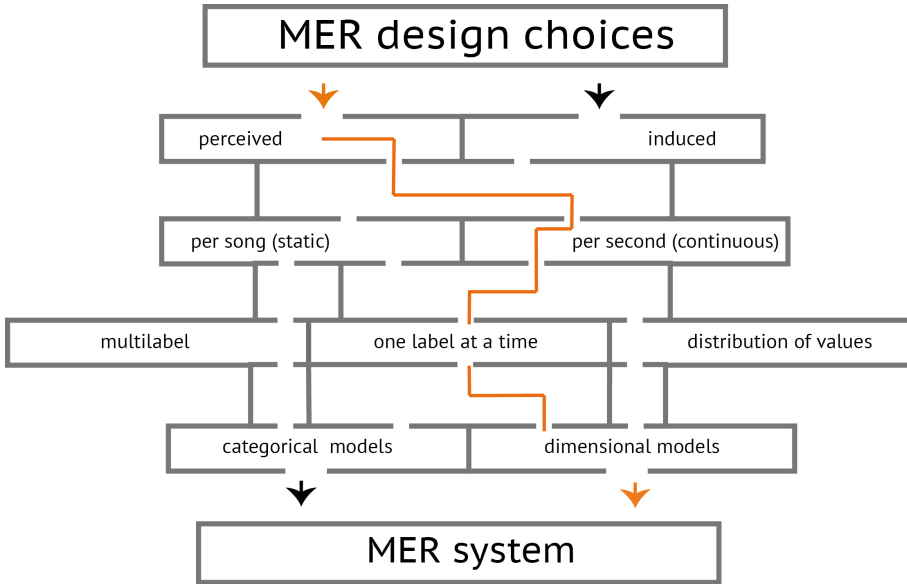 MER design choices
perceived
induced
per song (static)
per second (continuous)
multilabel
one label at a time
distribution of values
categorical models
dimensional models
MER system